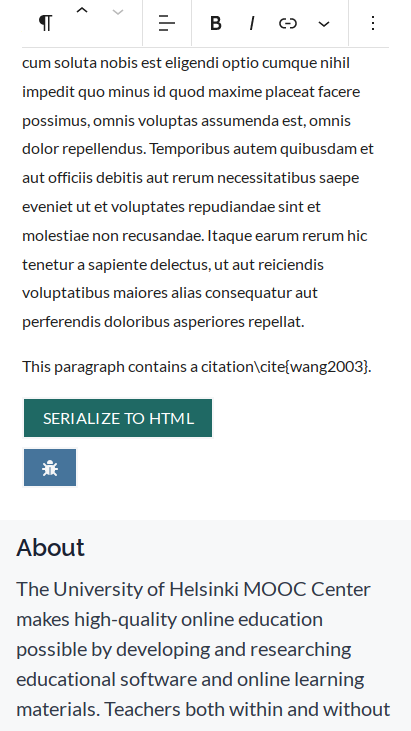 ¶ B I
cum soluta nobis est eligendi optio cumque nihil
impedit quo minus id quod maxime placeat facere
possimus, omnis voluptas assumenda est, omnis
dolor repellendus. Temporibus autem quibusdam et
aut officiis debitis aut rerum necessitatibus saepe
eveniet ut et voluptates repudiandae sint et
molestiae non recusandae. Itaque earum rerum hic
tenetur a sapiente delectus, ut aut reiciendis
voluptatibus maiores alias consequatur aut
perferendis doloribus asperiores repellat.
This paragraph contains a citation\cite{wang2003}.
SERIALIZE TO HTML
About
The University of Helsinki MOOC Center
makes high-quality online education
possible by developing and researching
educational software and online learning
materials. Teachers both within and without